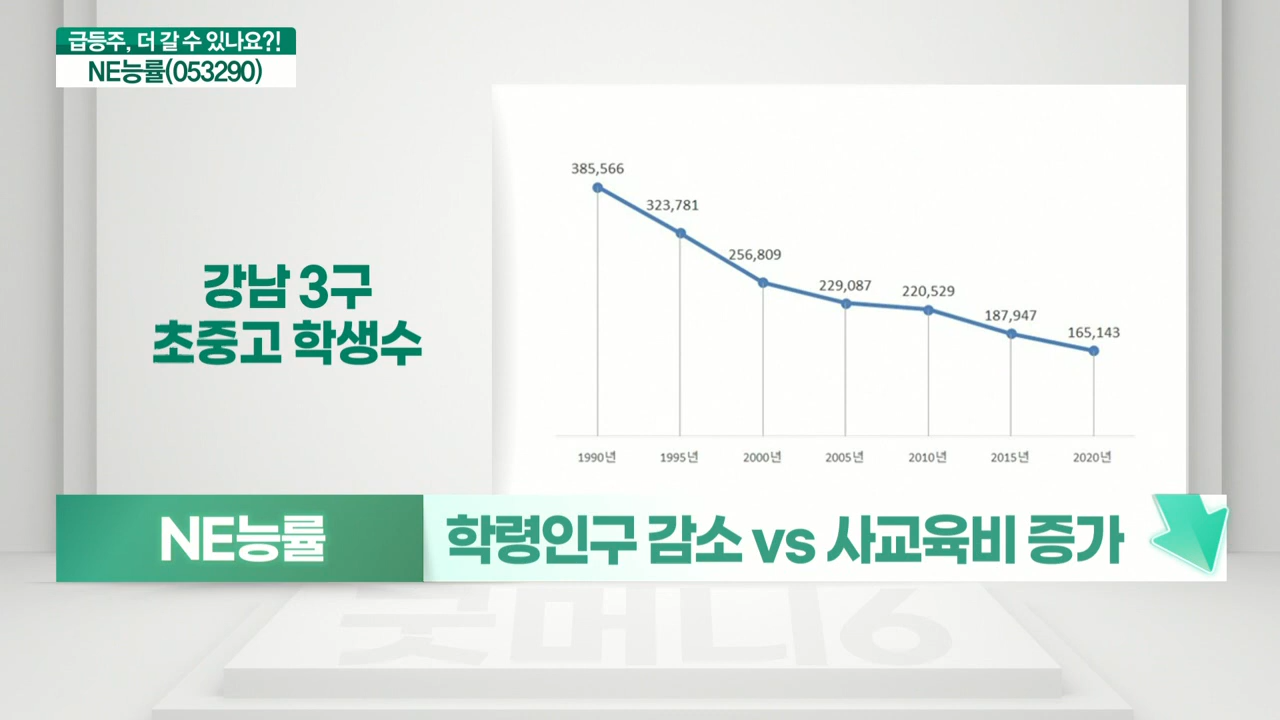 급등주, 더 갈 수 있나요?!
NE능률(053290)
강남 3구
초중고 학생수
385,566
323,781
256,809
229,087
220,529
187,947
165,143
1990년
1995년
2000년
2005년
2010년
2015년
2020년
NE능률
학령인구 감소 vs 사교육비 증가
굿머니6